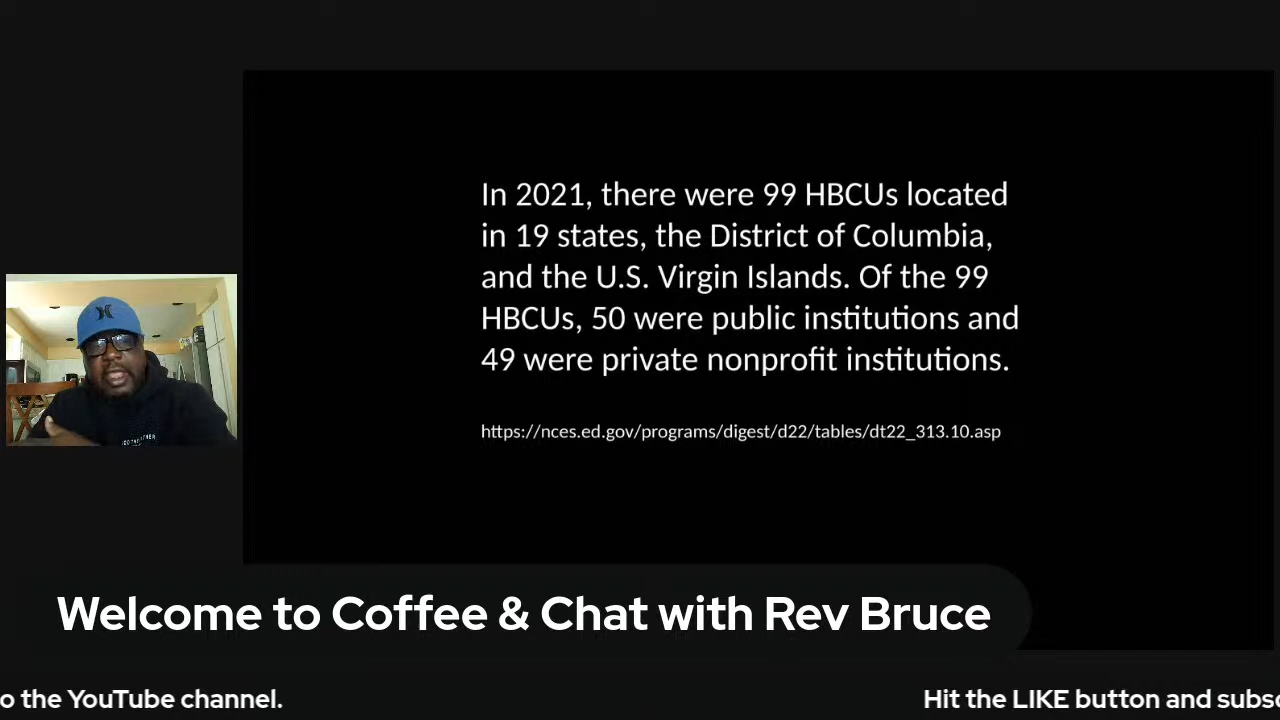 In 2021, there were 99 HBCUs located
in 19 states, the District of Columbia,
and the U.S. Virgin Islands. Of the 99
HBCUs, 50 were public institutions and
49 were private nonprofit institutions.
https://nces.ed.gov/programs/digest/d22/tables/dt22_313.10.asp
Welcome to Coffee & Chat with Rev Bruce
o the YouTube channel.
Hit the LIKE button and subsc